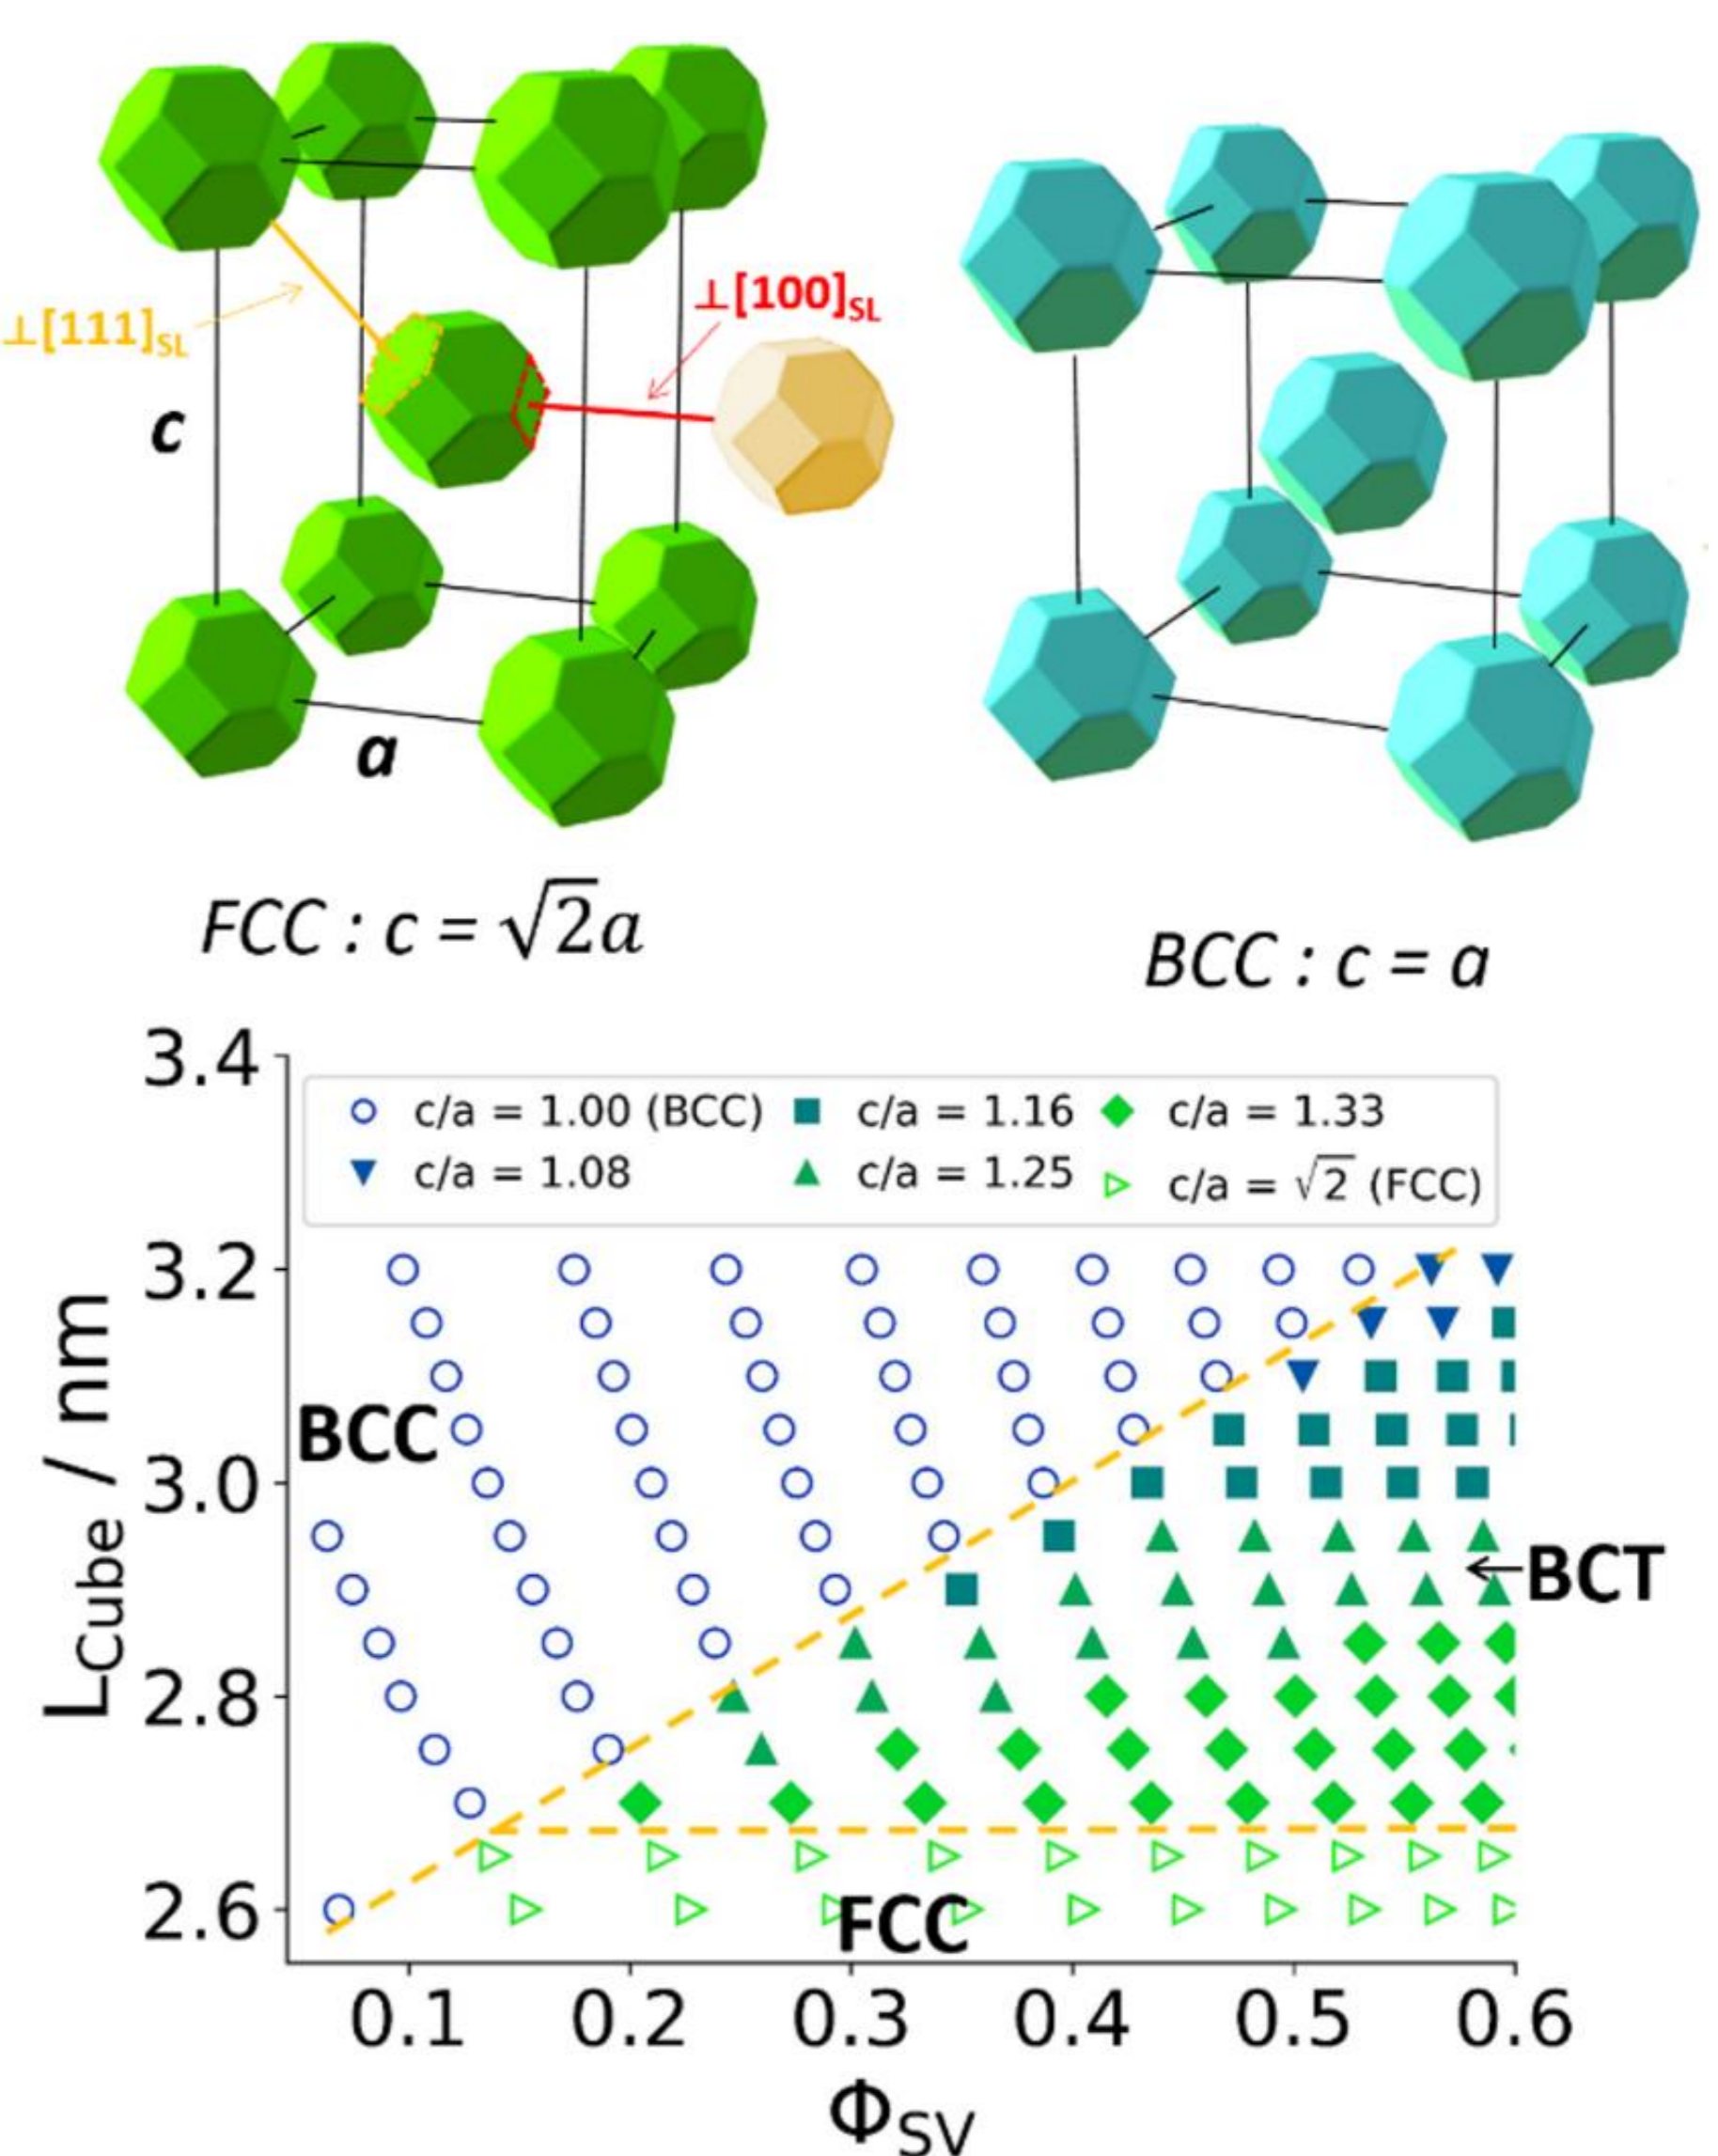 ⊥[100]SL
⊥[111]SL
c
a
FCC : c = √2a
BCC : c = a
3.4
c/a = 1.00 (BCC)
c/a = 1.16
c/a = 1.33
c/a = 1.08
c/a = 1.25
c/a = √2 (FCC)
3.2
BCC
3.0
BCT
2.8
2.6
FCC
LCube / nm
0.1 0.2 0.3 0.4 0.5 0.6
ΦSV